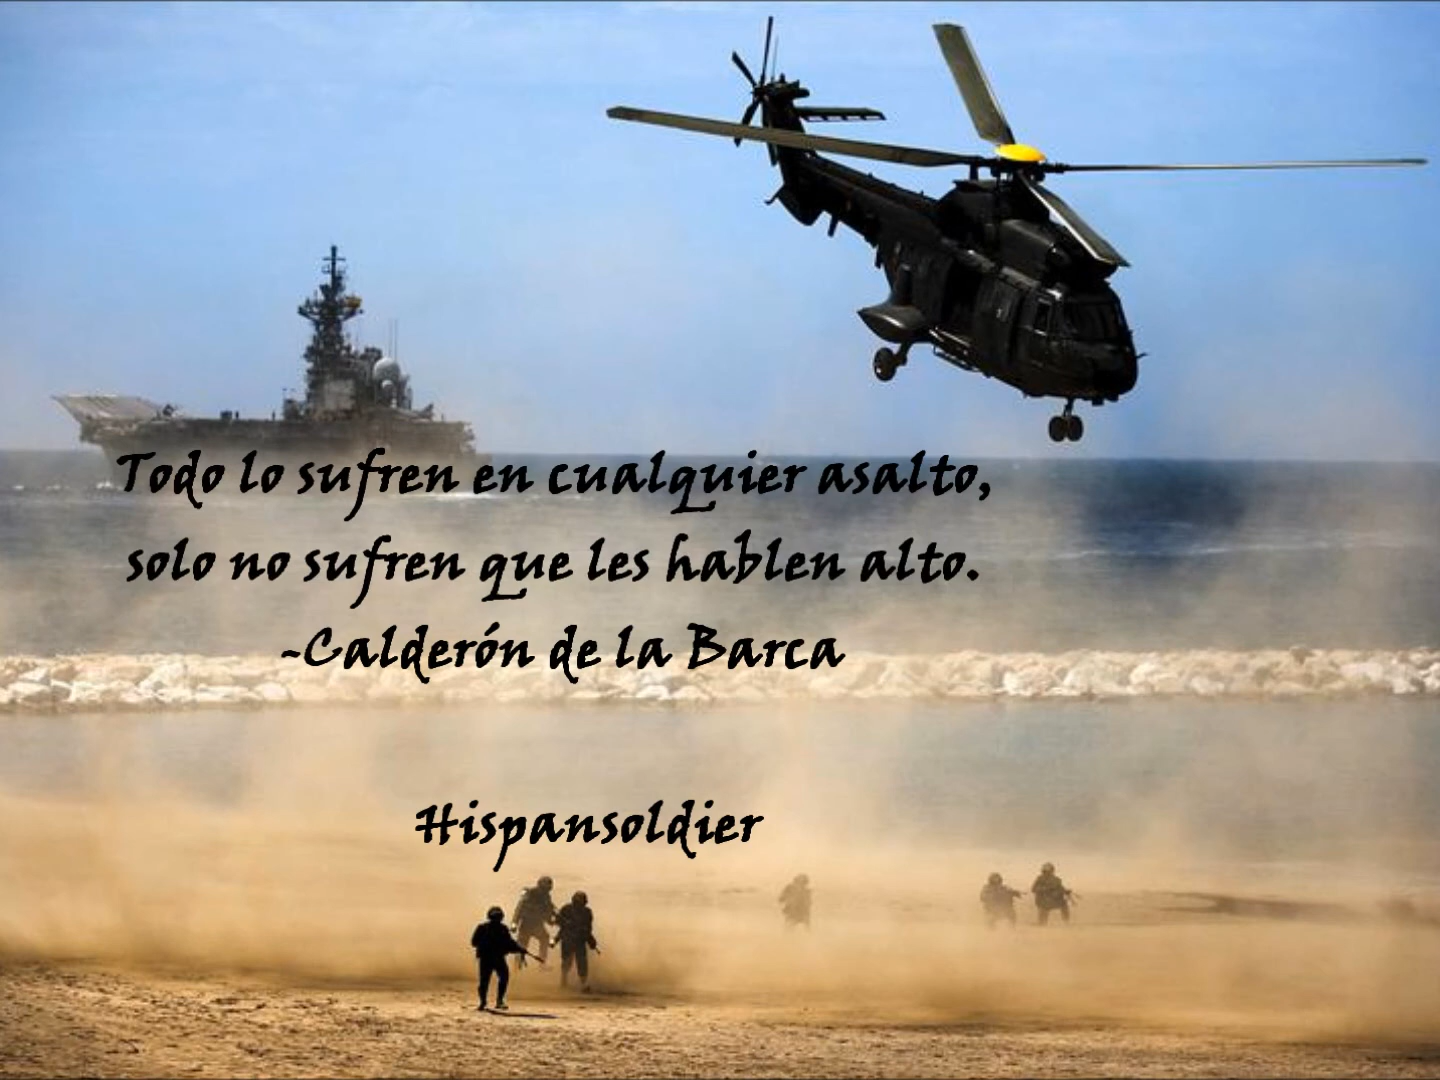 Todo lo sufren en cualquier asalto,
solo no sufren que les hablen alto.
-Calderón de la Barca
Hispansoldier